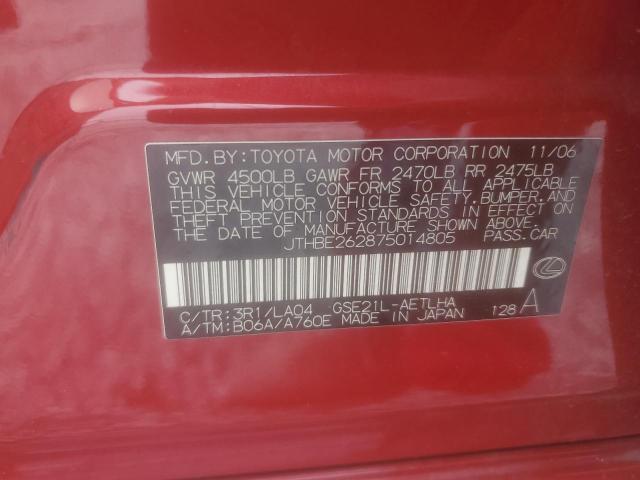 MFD. BY: TOYOTA MOTOR CORPORATION 11/06
GVWR 4500LB GAWR FR 2470LB RR 2475LB
THIS VEHICLE CONFORMS TO ALL APPLICABLE
FEDERAL MOTOR VEHICLE SAFETY, BUMPER, AND
THEFT PREVENTION STANDARDS IN EFFECT ON
THE DATE OF MANUFACTURE SHOWN ABOVE.
JTHBE262875014805 PASS. CAR
C/TR: 3R1/LA04 GSE21L-AETLHA
A/TM: B06A/A760E MADE IN JAPAN 128 A